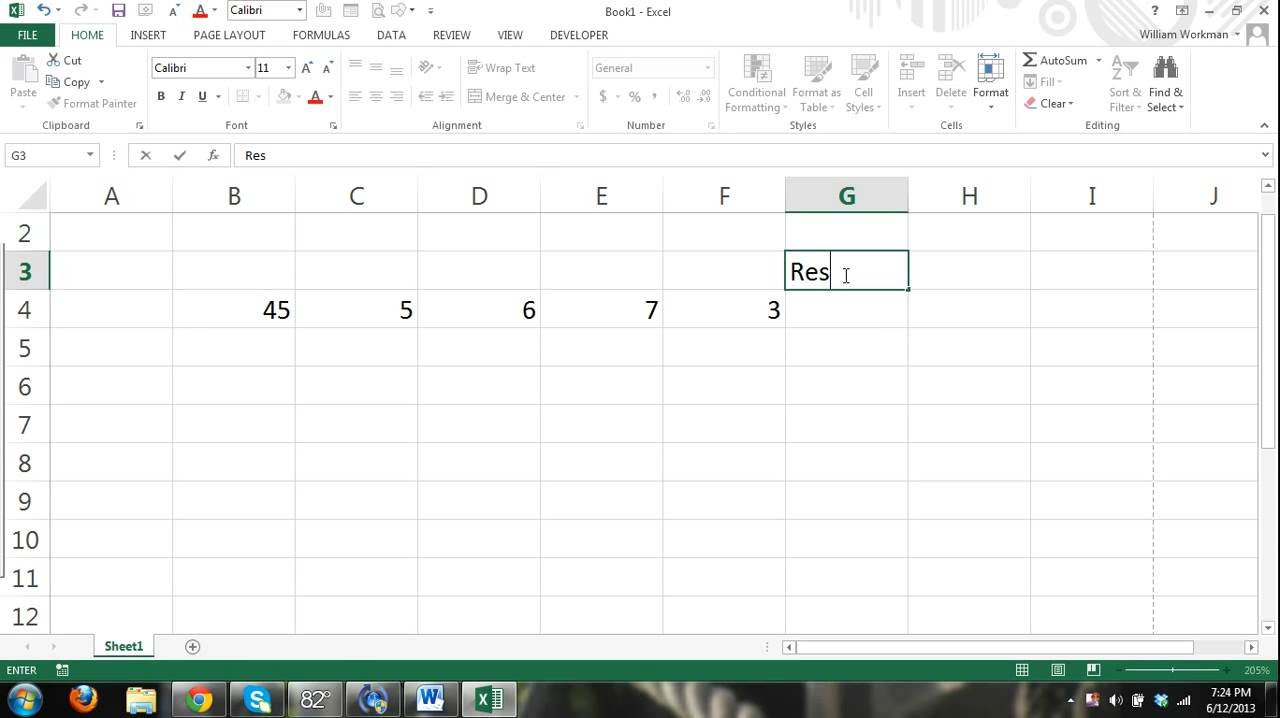 Calibri
Book1 - Excel
?
FILE
HOME
INSERT
PAGE LAYOUT
FORMULAS
DATA
REVIEW
VIEW
DEVELOPER
William Workman
Paste
Cut
Copy
Format Painter
Clipboard
Calibri
11
B I U
Font
Wrap Text
Merge & Center
Alignment
General
$ % ,
Number
Conditional Formatting
Format as Table
Cell Styles
Styles
Insert
Delete
Format
Cells
AutoSum
Fill
Clear
Sort & Filter
Find & Select
Editing
G3
fx
Res
A B C D E F G H I J
2
3 Res
4 45 5 6 7 3
5
6
7
8
9
10
11
12
Sheet1
ENTER
205%
82°
7:24 PM
6/12/2013